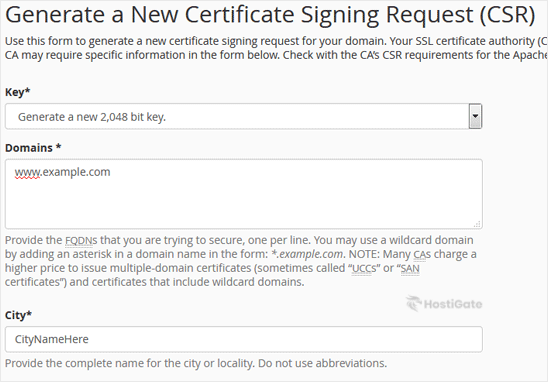 Generate a New Certificate Signing Request (CSR)
Use this form to generate a new certificate signing request for your domain. Your SSL certificate authority (C
CA may require specific information in the form below. Check with the CA's CSR requirements for the Apache
Key*
Generate a new 2,048 bit key.
Domains *
www.example.com
Provide the FQDNs that you are trying to secure, one per line. You may use a wildcard domain
by adding an asterisk in a domain name in the form: *.example.com. NOTE: Many CAs charge a
higher price to issue multiple-domain certificates (sometimes called “UCCs” or “SAN
certificates”) and certificates that include wildcard domains.
HostiGate
City*
CityNameHere
Provide the complete name for the city or locality. Do not use abbreviations.